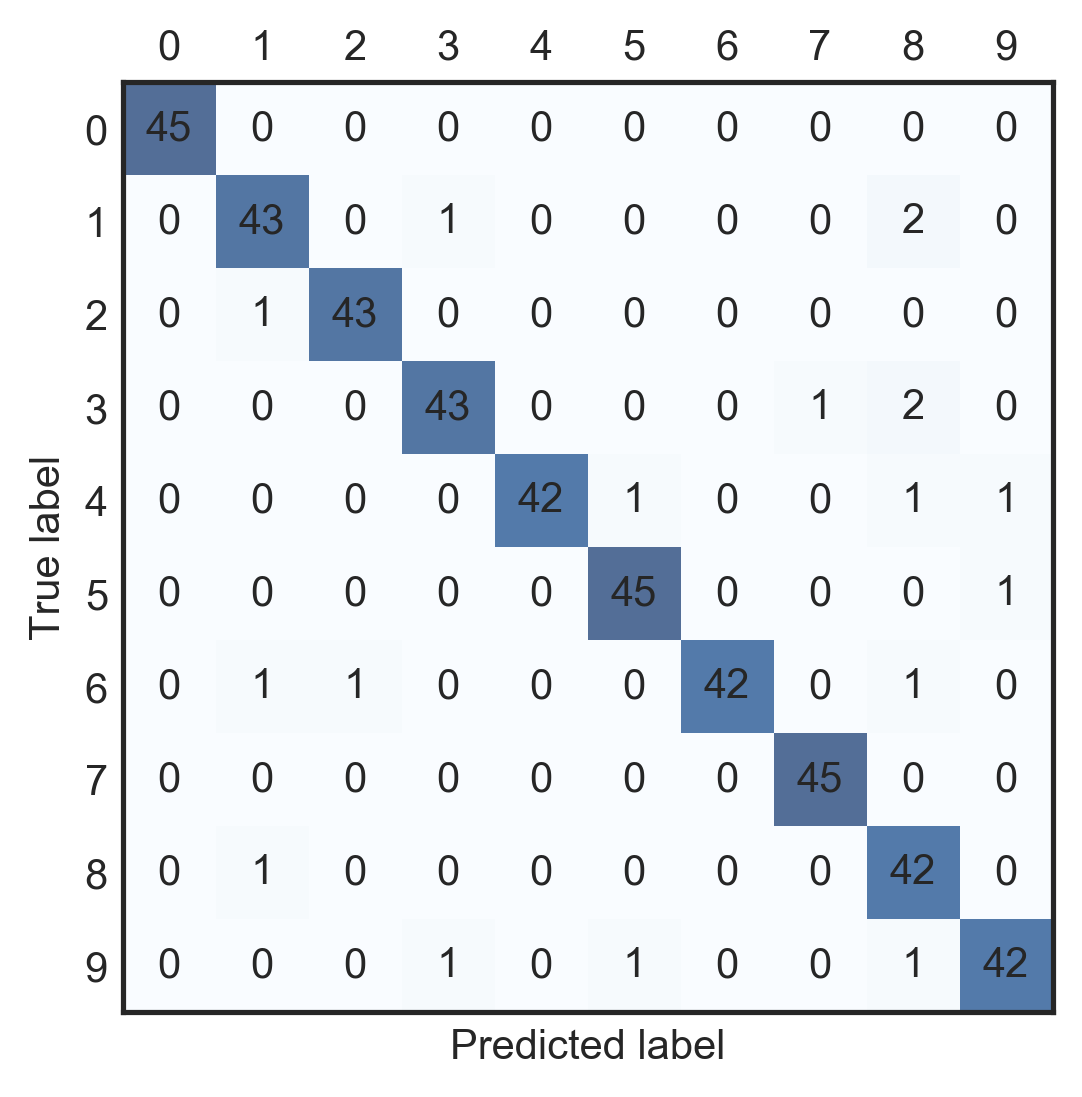 0 1 2 3 4 5 6 7 8 9
0 45 0 0 0 0 0 0 0 0 0
1 0 43 0 1 0 0 0 0 2 0
2 0 1 43 0 0 0 0 0 0 0
3 0 0 0 43 0 0 0 1 2 0
4 0 0 0 0 42 1 0 0 1 1
5 0 0 0 0 0 45 0 0 0 1
6 0 1 1 0 0 0 42 0 1 0
7 0 0 0 0 0 0 0 45 0 0
8 0 1 0 0 0 0 0 0 42 0
9 0 0 0 1 0 1 0 0 1 42
True label
Predicted label